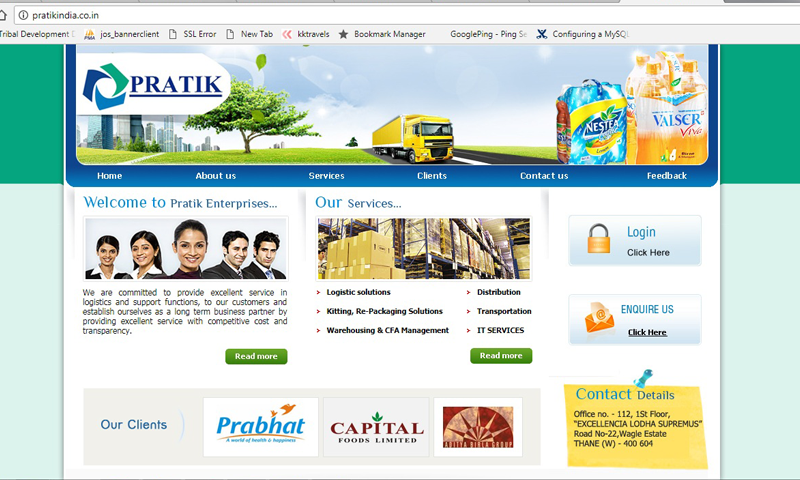 pratikindia.co.in
Tribal Development D
PMA
jos_bannerclient
SSL Error
New Tab
kktravels
Bookmark Manager
GooglePing - Ping Se
Configuring a MySQL
PRATIK
NESTEA
VALSER
Viva
Home About us Services Clients Contact us Feedback
Welcome to Pratik Enterprises...
We are committed to provide excellent service in
logistics and support functions, to our customers and
establish ourselves as a long term business partner by
providing excellent service with competitive cost and
transparency.
Read more
Our Services...
Logistic solutions
Distribution
Kitting, Re-Packaging Solutions
Transportation
Warehousing & CFA Management
IT SERVICES
Read more
Login
Click Here
ENQUIRE US
Click Here
Our Clients
Prabhat
A world of health & happiness
CAPITAL
FOODS LIMITED
ADITYA BIRLA GROUP
Contact Details
Office no. - 112, 1St Floor,
"EXCELLENCIA LODHA SUPREMUS"
Road No-22,Wagle Estate
THANE (W) - 400 604